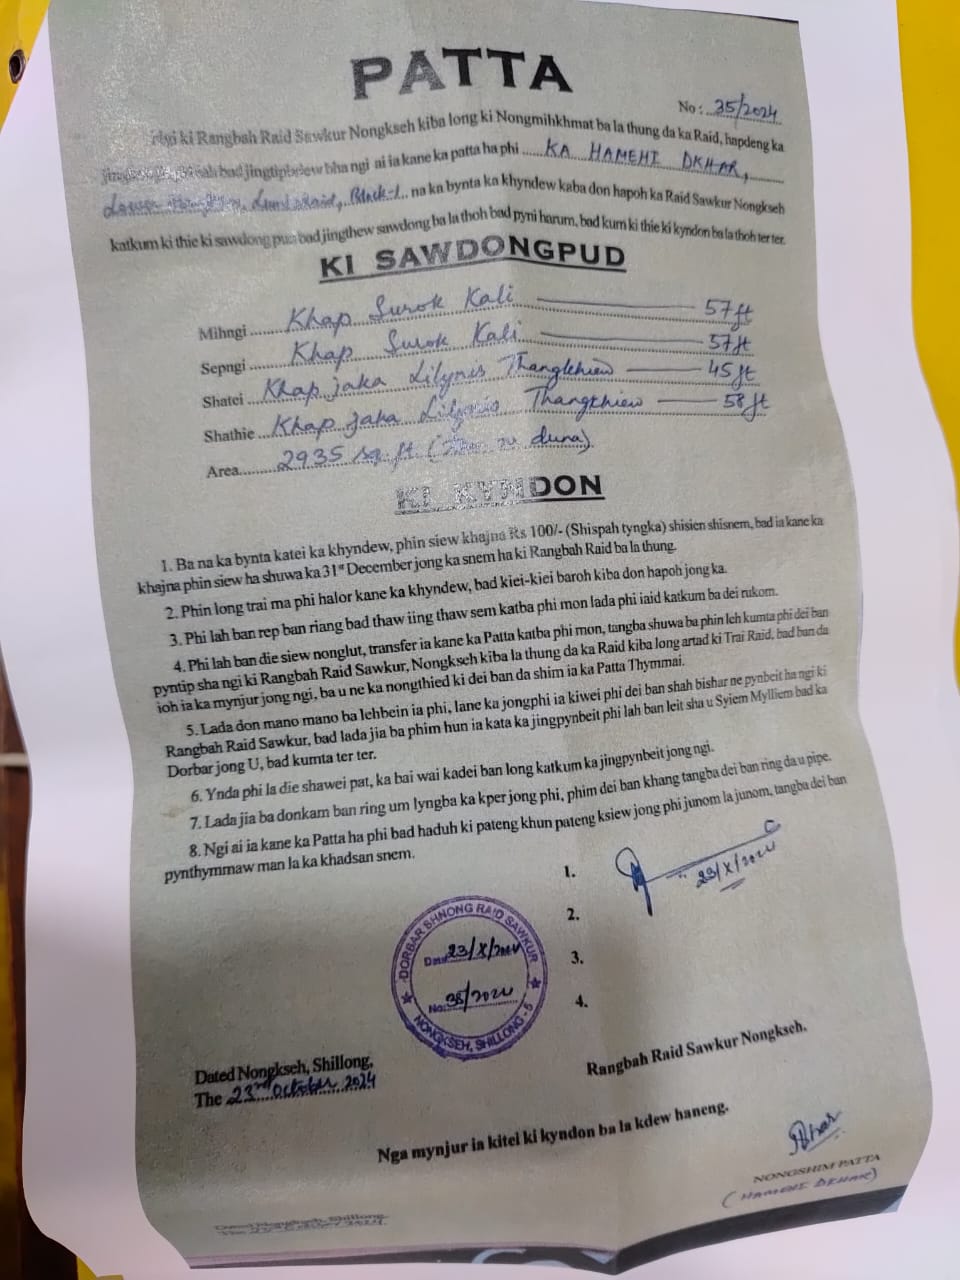 PATTA
No: 35/2024
ki Rangbah Raid Sawkur Nongkseh kiba long ki Nongmihkhmat ba la thung da ka Raid, hapdeng ka
bad jingtiplem bha ngi ai ia kane ka patta ha phi KA HAMEHI DKHAR,
Block-1 na ka bynta ka khyndew kaba don hapoh ka Raid Sawkur Nongkseh
katkum ki thie ki sawdong pud bad jingthew sawdong ba la thoh bad pyni harum, bad kum ki thie ki kyndon ba la thoh ter ter.
KI SAWDONGPUD
Mihngi Khap Surok Kali 57 ft
Sepngi Khap Surok Kali 57 ft
Shatei Khap jaka Lilynis Thangkhiew 45 ft
Shathie Khap jaka Lilynis Thangkhiew 58 ft
Area 2935 sq.ft. ( duna)
KI KYNDON
1. Ba na ka bynta katei ka khyndew, phin siew khajna Rs 100/- (Shispah tyngka) shisien shisnem, bad ia kane ka
khajna phin siew ha shuwa ka 31st December jong ka snem ha ki Rangbah Raid ba la thung.
2. Phin long trai ma phi halor kane ka khyndew, bad kiei-kiei baroh kiba don hapoh jong ka.
3. Phi lah ban rep ban riang bad thaw iing thaw sem katba phi mon lada phi iaid katkum ba dei rukom.
4. Phi lah ban die siew nonglut, transfer ia kane ka Patta katba phi mon, tangba shuwa ba phin leh kumta phi dei ban
pyntip sha ngi ki Rangbah Raid Sawkur, Nongkseh kiba la thung da ka Raid kiba long artad ki Trai Raid, bad ban da
ioh ia ka mynjur jong ngi, ba u ne ka nongthied ki dei ban da shim ia ka Patta Thymmai.
5. Lada don mano mano ba lehbein ia phi, lane ka jongphi ia kiwei phi dei ban shah bishar ne pynbeit ha ngi ki
Rangbah Raid Sawkur, bad lada jia ba phim hun ia kata ka jingpynbeit phi lah ban leit sha u Syiem Mylliem bad ka
Dorbar jong U, bad kumta ter ter.
6. Ynda phi la die shawei pat, ka bai wai kadei ban long katkum ka jingpynbeit jong ngi.
7. Lada jia ba donkam ban ring um lyngba ka kper jong phi, phim dei ban khang tangba dei ban ring da u pipe.
8. Ngi ai ia kane ka Patta ha phi bad haduh ki pateng khun pateng ksiew jong phi junom la junom, tangba dei ban
pynthymmaw man la ka khadsan snem.
1. 23/X/2024
2.
3.
4.
DORBAR SHNONG RAID SAWKUR
Date 23/X/2024
No: 35/2024
NONGKSEH, SHILLONG - 5
Rangbah Raid Sawkur Nongkseh.
Dated Nongkseh, Shillong,
The 23rd October 2024
Nga mynjur ia kitei ki kyndon ba la kdew haneng.
NONGSHIM PATTA
(HAMEHI DKHAR)
Dated Nongkseh, Shillong.